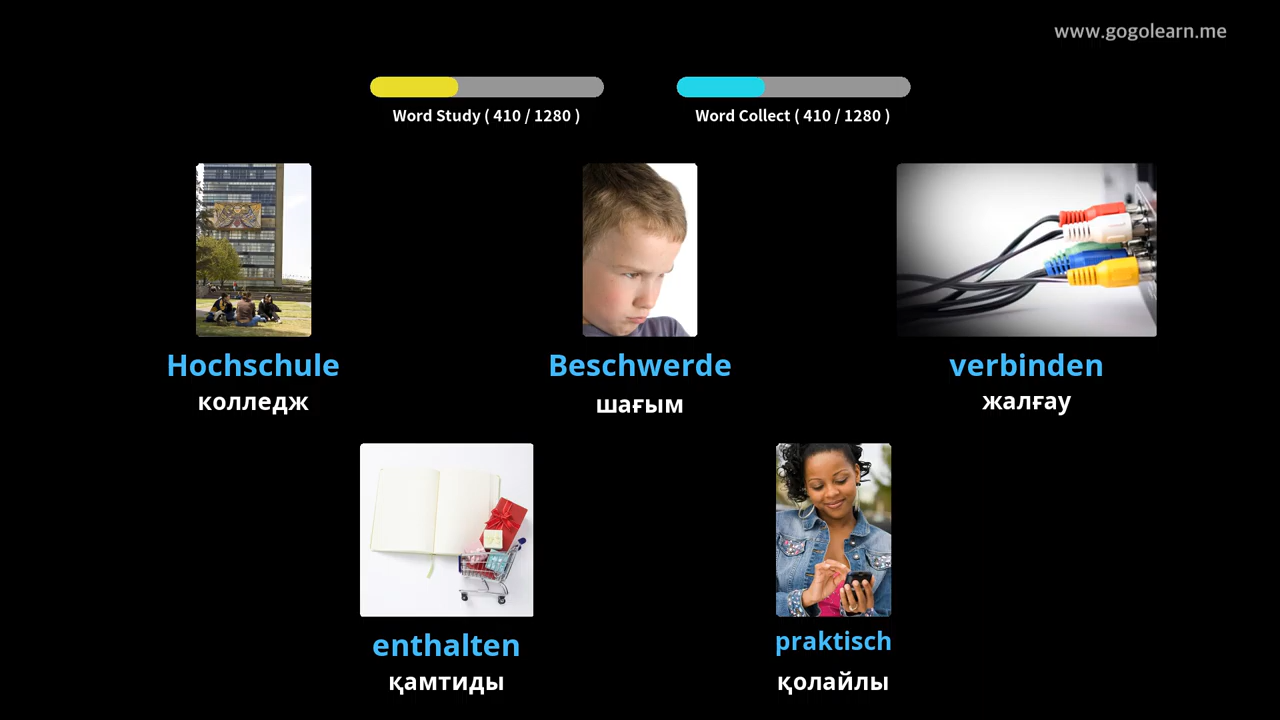 www.gogolearn.me
Word Study ( 410 / 1280 )
Word Collect ( 410 / 1280 )
Hochschule
колледж
Beschwerde
шағым
verbinden
жалғау
enthalten
қамтиды
praktisch
қолайлы